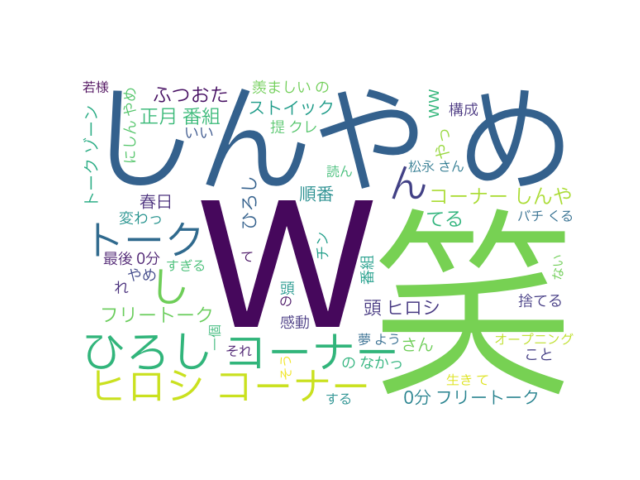 若様
ふつおた
羨ましい の
ストイック
ww
構成
正月 番組
いい
提 クレ
やっ
にしん やめ
トーク ゾーン
しんや め
松永 さん
読ん
ん
コーナー しんや
春日
ひろし
順番
てる
バチ くる
変わっ
W
笑
トーク
チン
最後 0分
すぎる
て
番組
ない
やめ
れ
し
頭
の
頭 ヒロシ
捨てる
フリートーク
感動
一個
夢 よう
さん
オープニング
ひろし コーナー
それ
の なかっ
こと
そう
ヒロシ コーナー
する
生き て
0分 フリートーク